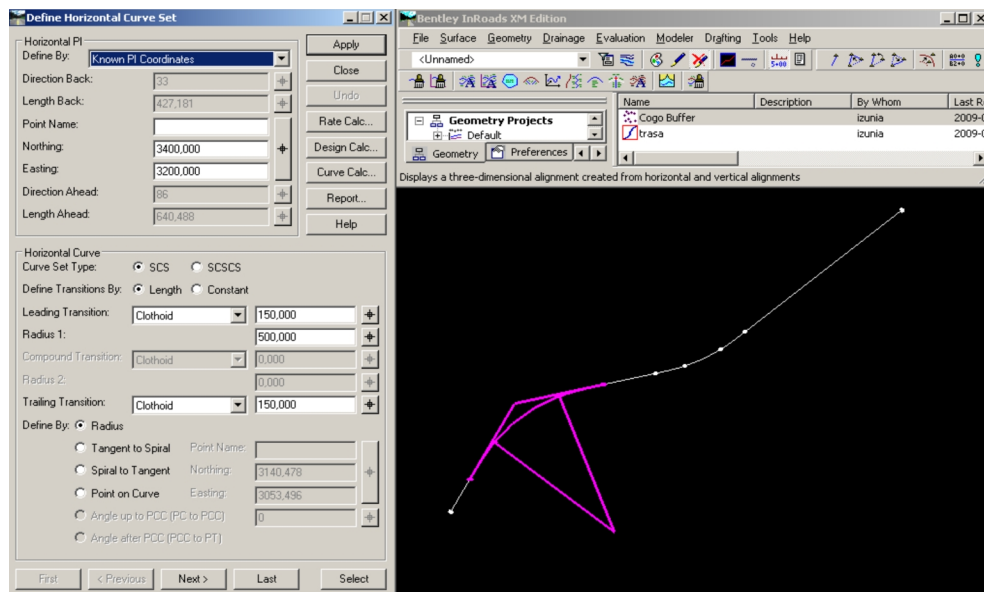 Define Horizontal Curve Set
Horizontal PI
Define By: Known PI Coordinates
Direction Back: 33
Length Back: 427,181
Point Name:
Northing: 3400,000
Easting: 3200,000
Direction Ahead: 86
Length Ahead: 640,488
Apply
Close
Undo
Rate Calc...
Design Calc...
Curve Calc...
Report...
Help
Horizontal Curve
Curve Set Type: SCS SCSCS
Define Transitions By: Length Constant
Leading Transition: Clothoid 150,000
Radius 1: 500,000
Compound Transition: Clothoid 0,000
Radius 2: 0,000
Trailing Transition: Clothoid 150,000
Define By: Radius
Tangent to Spiral Point Name:
Spiral to Tangent Northing: 3140,478
Point on Curve Easting: 3053,496
Angle up to PCC (PC to PCC) 0
Angle after PCC (PCC to PT)
First < Previous Next > Last Select
Bentley InRoads XM Edition
File Surface Geometry Drainage Evaluation Modeler Drafting Tools Help
<Unnamed>
5+00
Geometry Projects
Default
Geometry Preferences
Name Description By Whom Last R
Cogo Buffer izunia 2009-0
trasa izunia 2009-0
Displays a three-dimensional alignment created from horizontal and vertical alignments